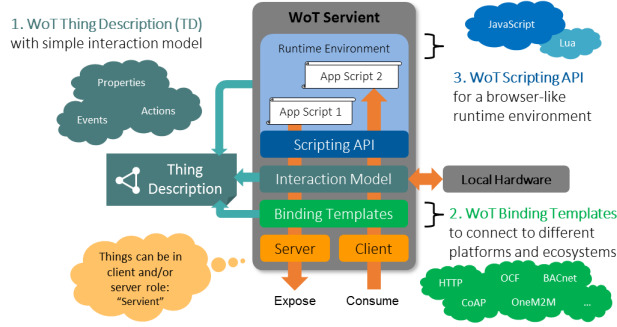 1. WoT Thing Description (TD)
with simple interaction model
Properties
Events
Actions
Thing
Description
Things can be in
client and/or
server role:
“Servient”
WoT Servient
Runtime Environment
App Script 2
App Script 1
Scripting API
Interaction Model
Binding Templates
Server
Client
Expose
Consume
JavaScript
Lua
3. WoT Scripting API
for a browser-like
runtime environment
Local Hardware
2. WoT Binding Templates
to connect to different
platforms and ecosystems
HTTP
OCF
BACnet
CoAP
OneM2M
...